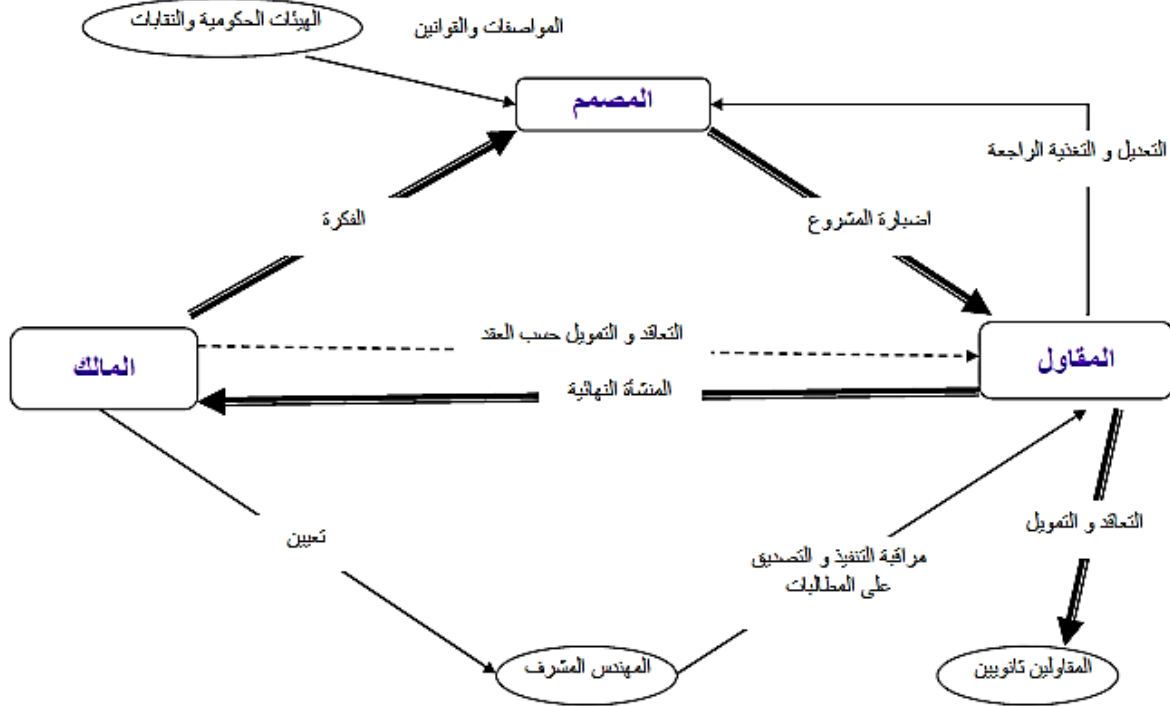 الهيئات الحكومية والنقابات
المواصفات والقوانين
المصمم
التعديل و التغذية الراجعة
الفكرة
اضبارة المشروع
التعاقد و التمويل حسب العقد
المالك
المقاول
المنشأة النهائية
تعيين
التعاقد و التمويل
مراقبة التنفيذ و التصديق
على المطالبات
المهندس المشرف
المقاولين ثانويين